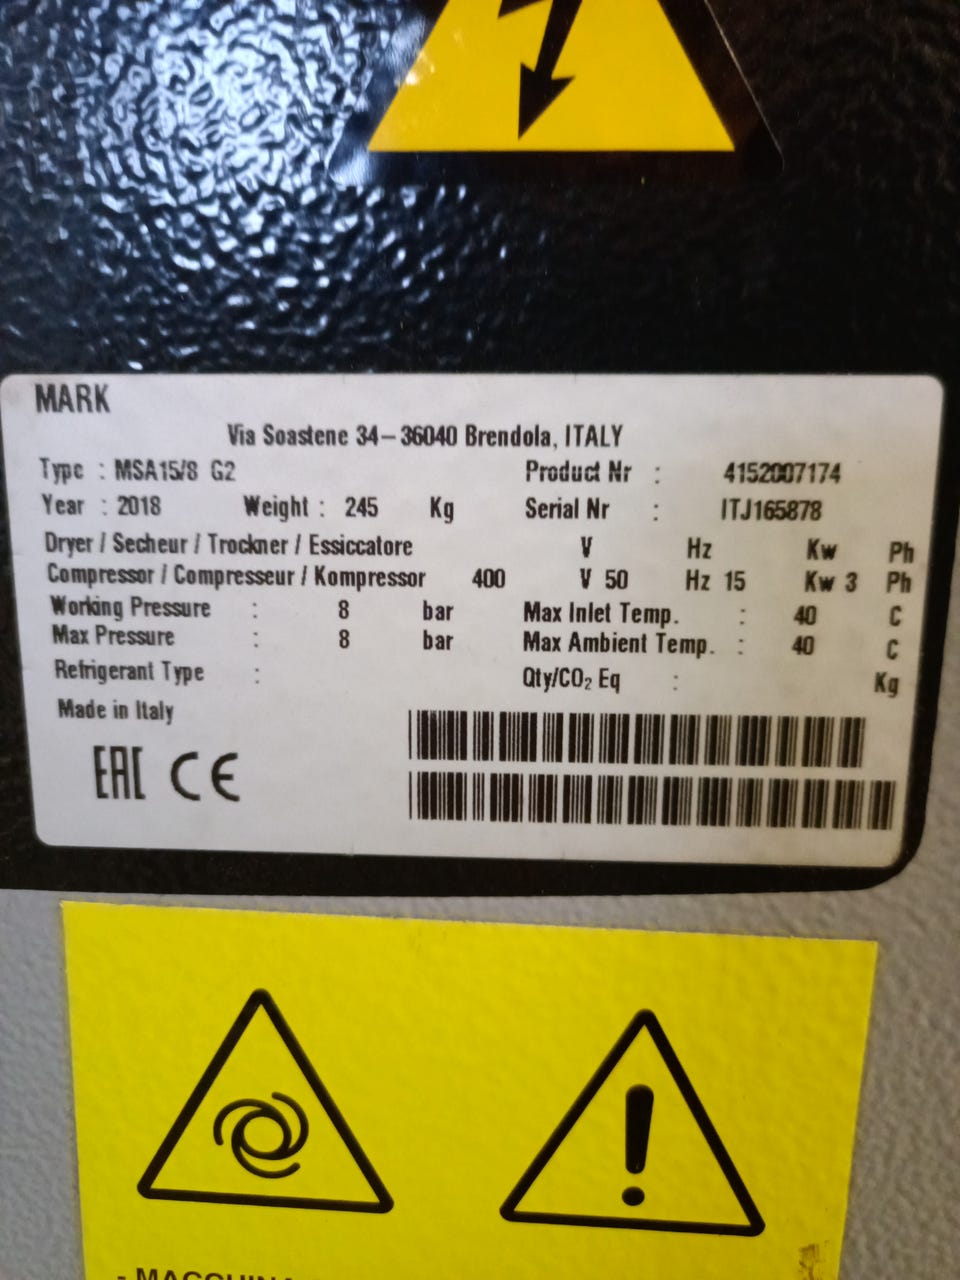 MARK
Via Soastene 34-36040 Brendola, ITALY
Type : MSA15/8 G2 Product Nr : 4152007174
Year : 2018 Weight : 245 Kg Serial Nr : ITJ165878
Dryer / Secheur / Trockner / Essiccatore V Hz Kw Ph
Compressor / Compresseur / Kompressor 400 V 50 Hz 15 Kw 3 Ph
Working Pressure : 8 bar Max Inlet Temp. : 40 C
Max Pressure : 8 bar Max Ambient Temp. : 40 C
Refrigerant Type : Qty/CO₂ Eq : Kg
Made in Italy
EAC CE
- MACCHINA